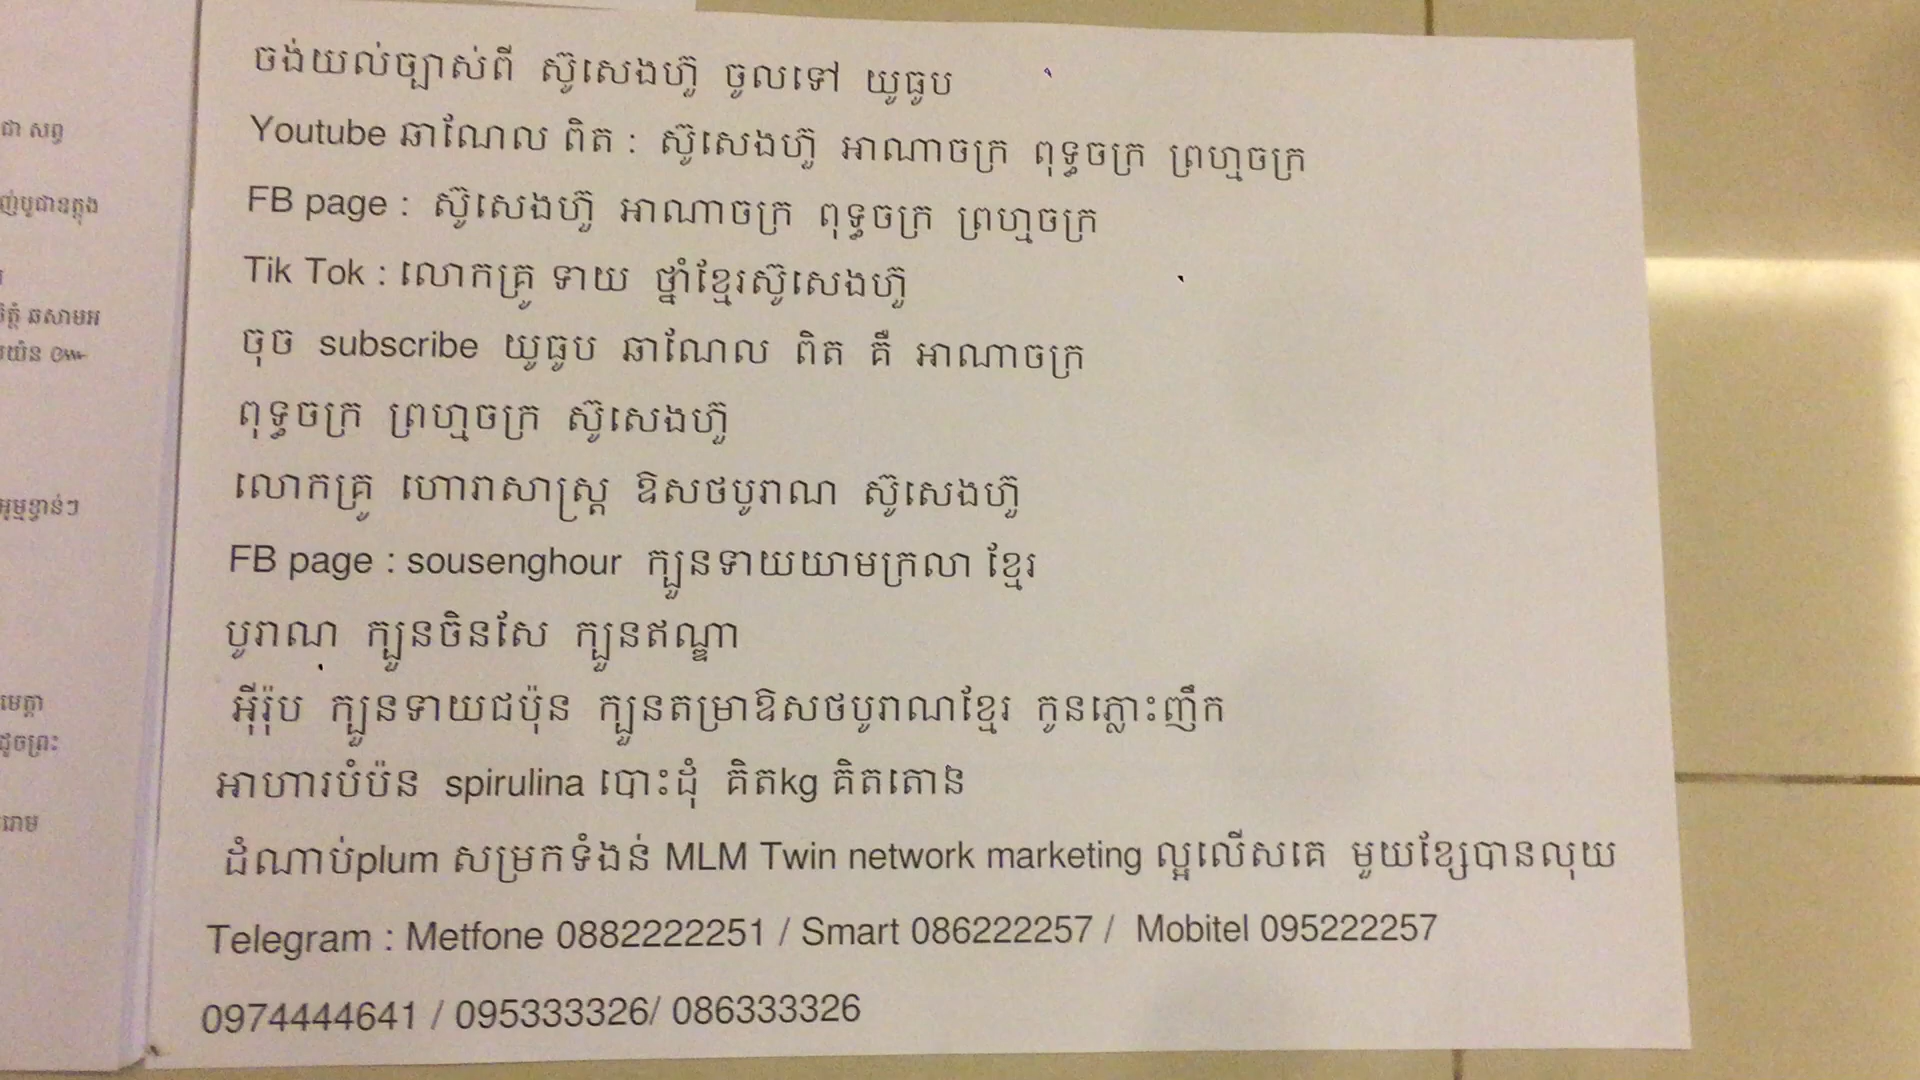 ចង់យល់ច្បាស់ពី ស៊ូសេងហ៊ួ ចូលទៅ យូធូប
Youtube ឆាណែល ពិត : ស៊ូសេងហ៊ួ អាណាចក្រ ពុទ្ធចក្រ ព្រហ្មចក្រ
FB page : ស៊ូសេងហ៊ួ អាណាចក្រ ពុទ្ធចក្រ ព្រហ្មចក្រ
Tik Tok : លោកគ្រូ ទាយ ថ្នាំខ្មែរស៊ូសេងហ៊ួ
ចុច subscribe យូធូប ឆាណែល ពិត គឺ អាណាចក្រ
ពុទ្ធចក្រ ព្រហ្មចក្រ ស៊ូសេងហ៊ួ
លោកគ្រូ ហោរាសាស្ត្រ ឱសថបូរាណ ស៊ូសេងហ៊ួ
FB page : sousenghour ក្បួនទាយយាមក្រលា ខ្មែរ
បូរាណ ក្បួនចិនសែ ក្បួនឥណ្ឌា
អ៊ីរ៉ុប ក្បួនទាយជប៉ុន ក្បួនតម្រាឱសថបូរាណខ្មែរ កូនភ្លោះញឹក
អាហារបំប៉ន spirulina បោះដុំ គិតkg គិតតោន
ដំណាប់plum សម្រកទំងន់ MLM Twin network marketing ល្អលើសគេ មួយខ្សែបានលុយ
Telegram : Metfone 0882222251 / Smart 086222257 / Mobitel 095222257
0974444641 / 095333326/ 086333326
ជា សព្វ
មេត្តា
ដូចព្រះ